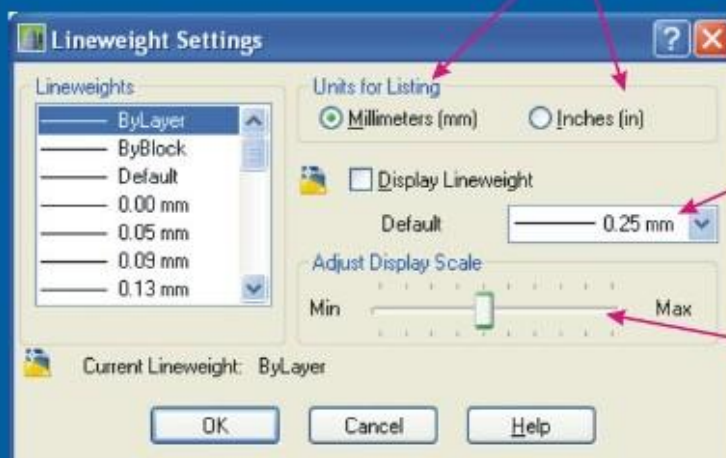 Lineweight Settings
Lineweights
ByLayer
ByBlock
Default
0.00 mm
0.05 mm
0.09 mm
0.13 mm
Units for Listing
Millimeters (mm) Inches (in)
Display Lineweight
Default 0.25 mm
Adjust Display Scale
Min Max
Current Lineweight: ByLayer
OK Cancel Help